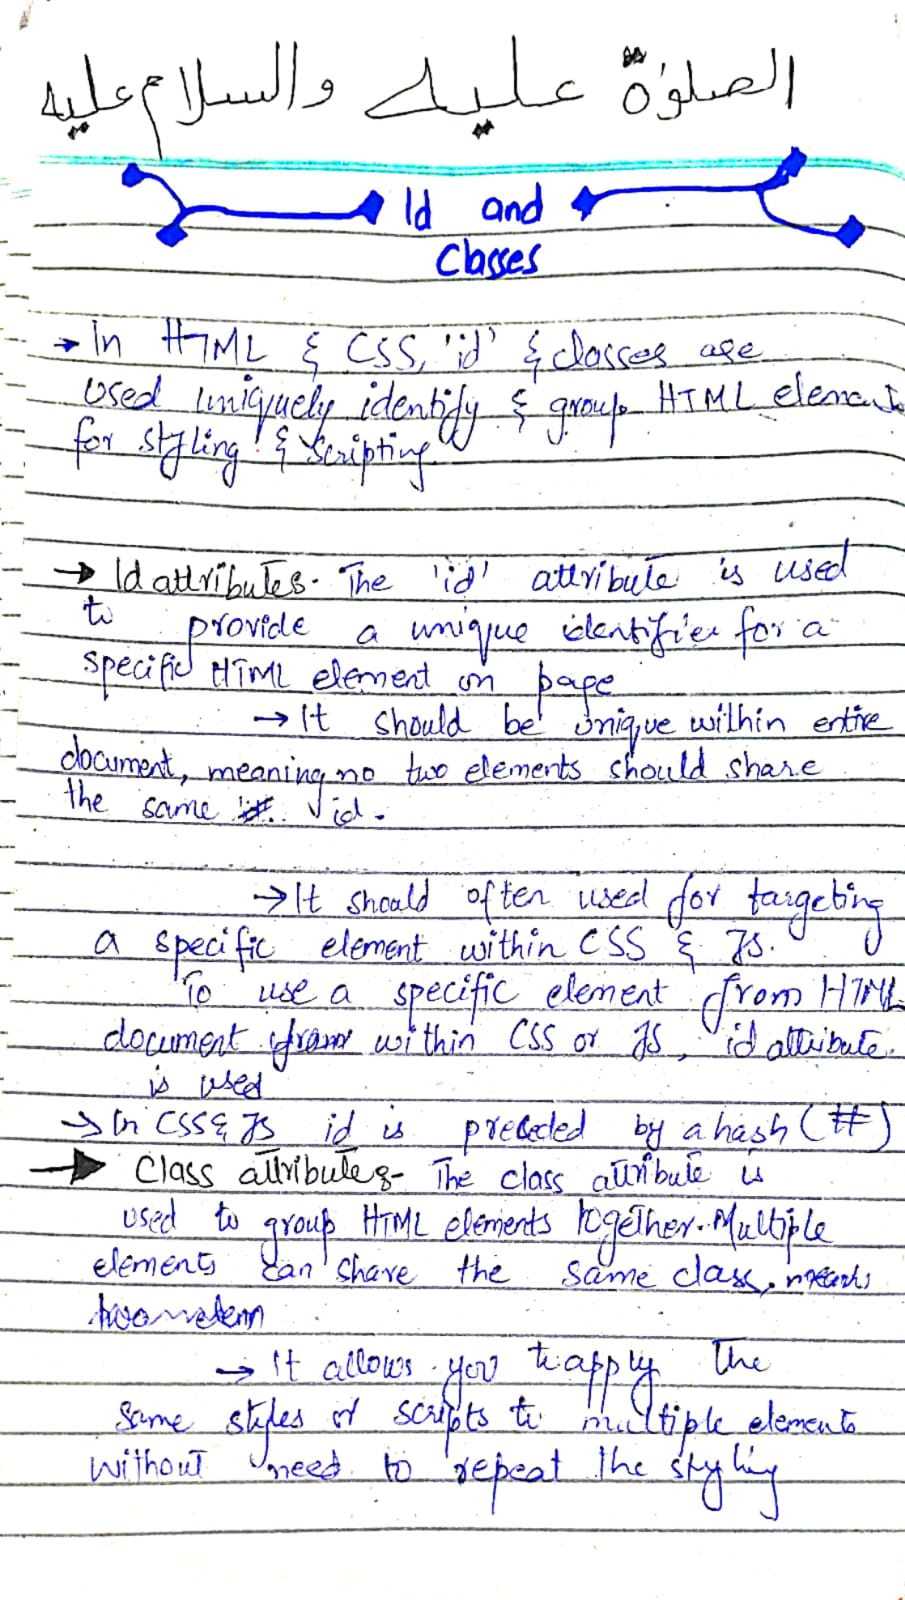 الصلوٰة علیک والسلام علیہ
Id and
Classes
→ In HTML & CSS, 'id' & classes are
used uniquely identify & group HTML element
for styling & scripting
→ Id attributes- The 'id' attribute is used
to provide a unique identifier for a
specific HTML element on page
→ It should be unique within entire
document, meaning no two elements should share
the same id.
→ It should often used for targeting
a specific element within CSS & JS.
To use a specific element from HTML
document within CSS or JS, id attribute
is used
→ In CSS & JS id is preceded by a hash (#)
→ Class attributes- The class attribute is
used to group HTML elements together. Multiple
elements can share the same class.
→ It allows you to apply the
same styles or scripts to multiple elements
without need to repeat the styling